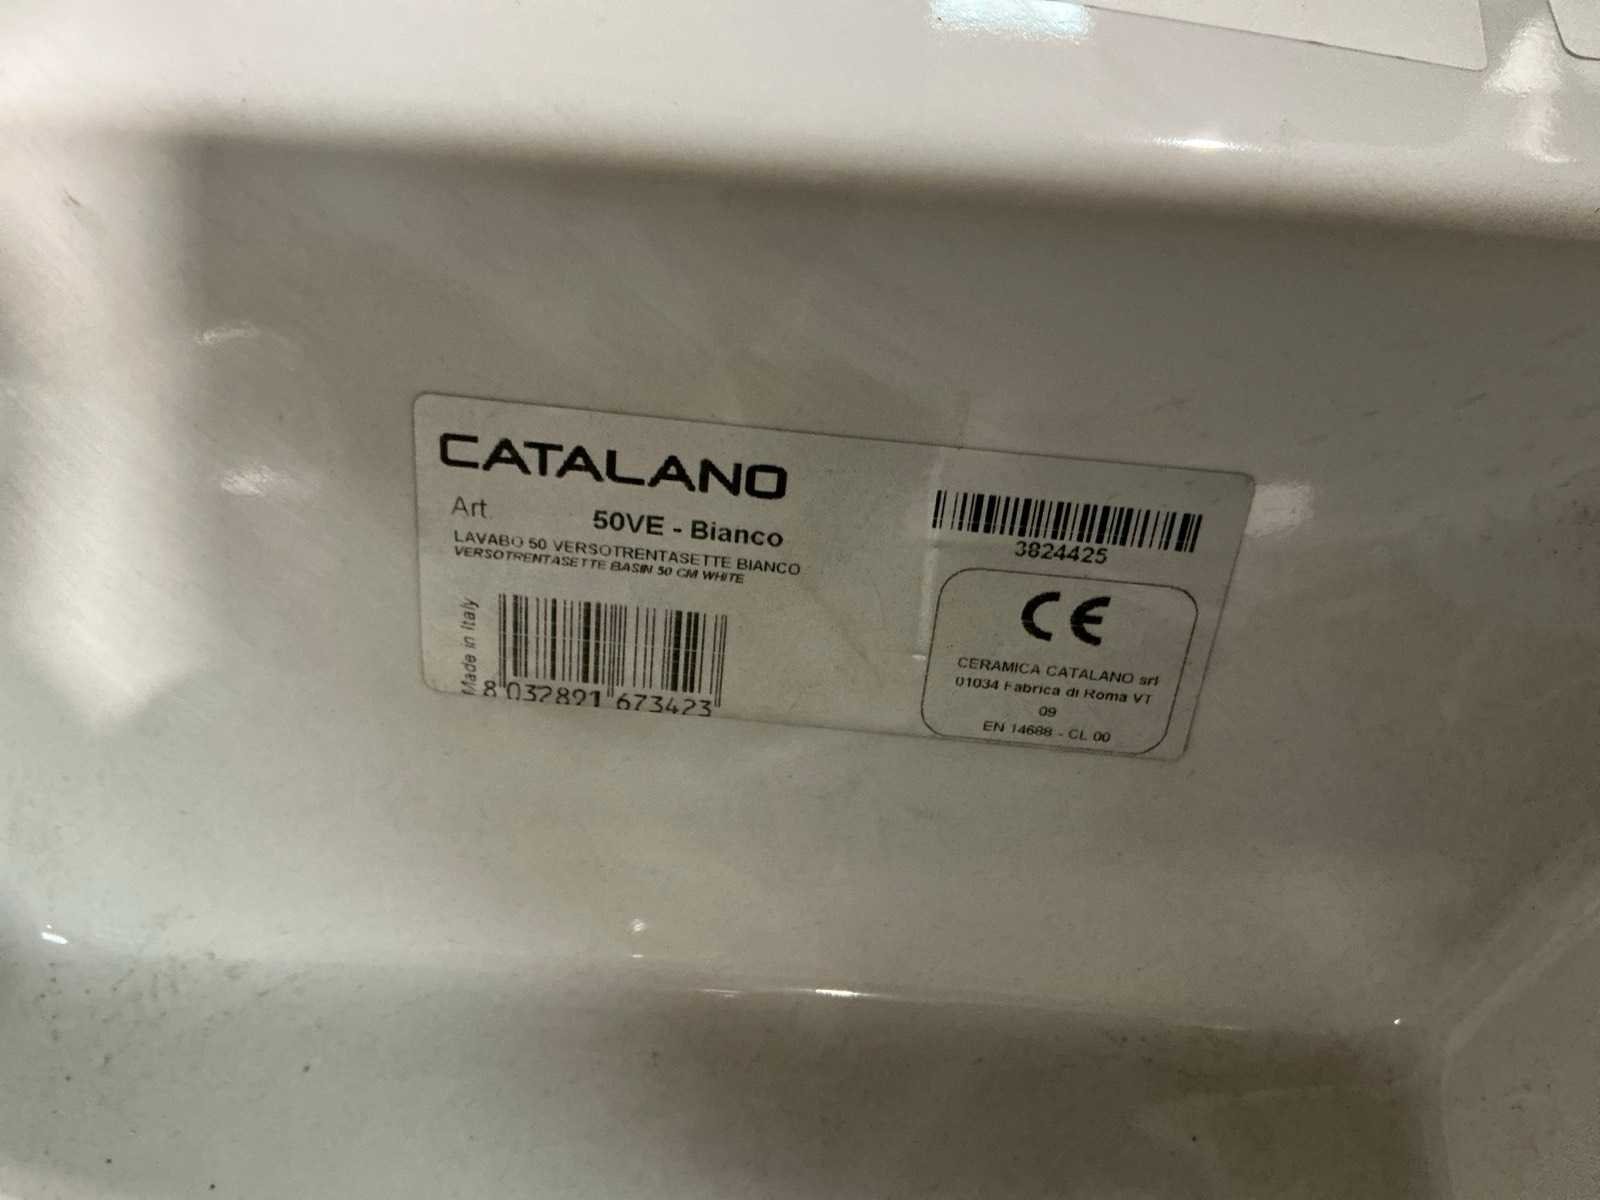 CATALANO
Art. 50VE - Bianco
LAVABO 50 VERSOTRENTASETTE BIANCO
VERSOTRENTASETTE BASIN 50 CM WHITE
Made in Italy
8 032891 673423
3824425
CE
CERAMICA CATALANO srl
01034 Fabrica di Roma VT
09
EN 14688 - CL 00